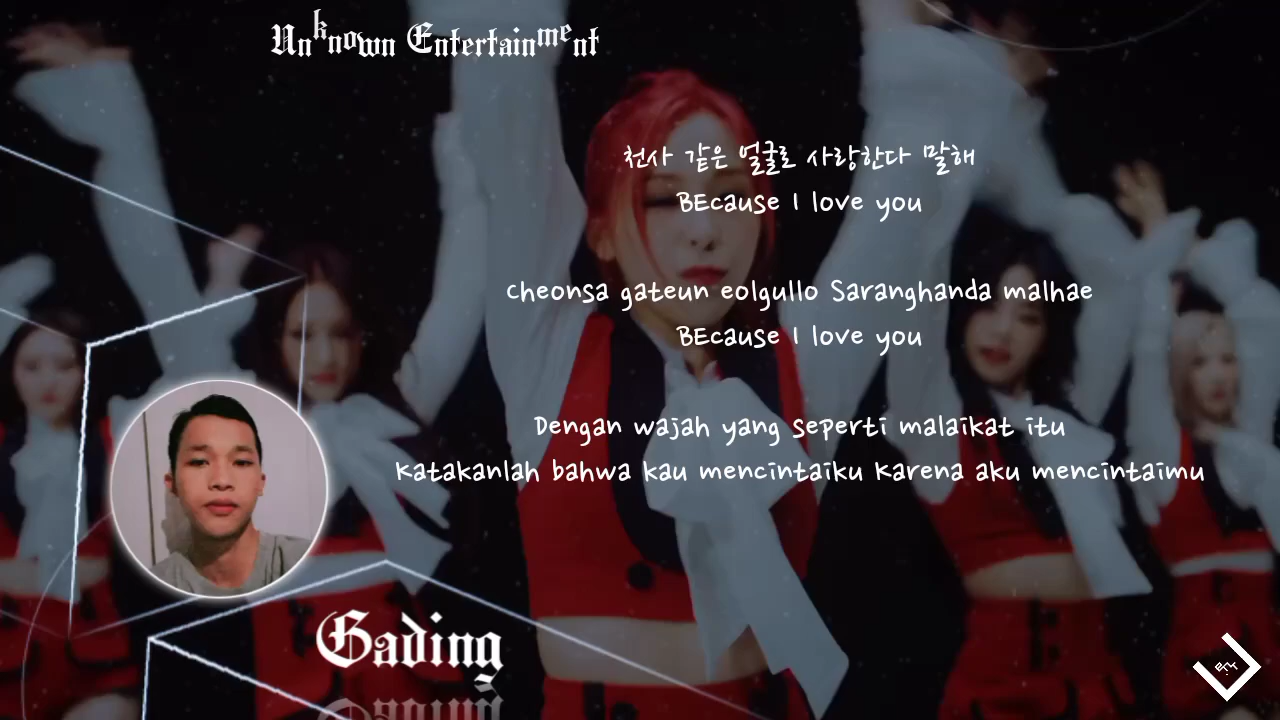 Unknown Entertainment
천사 같은 얼굴로 사랑한다 말해
BEcause I love you
cheonsa gateun eolgullo Saranghanda malhae
BEcause I love you
Dengan wajah yang seperti malaikat itu
Katakanlah bahwa kau mencintaiku Karena aku mencintaimu
Gading